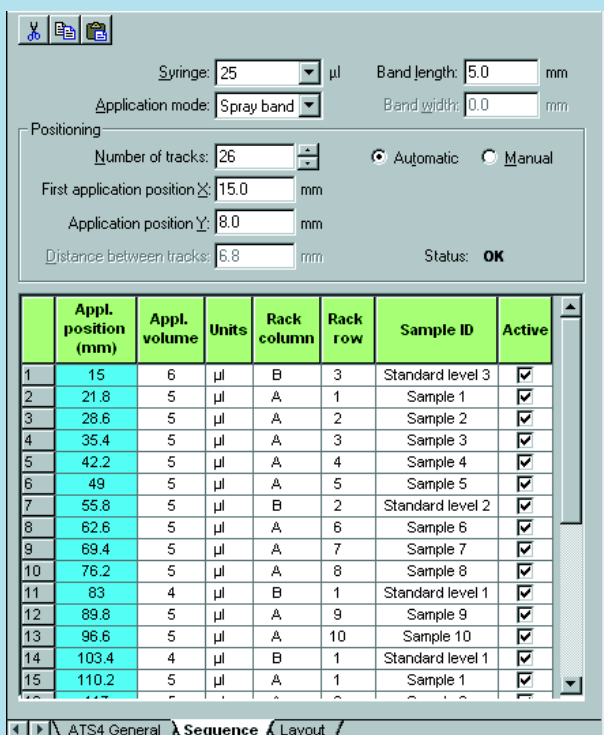 Syringe: 25 µl Band length: 5.0 mm
Application mode: Spray band Band width: 0.0 mm
Positioning
Number of tracks: 26 Automatic Manual
First application position X: 15.0 mm
Application position Y: 8.0 mm
Distance between tracks: 6.8 mm Status: OK
Appl. position (mm) Appl. volume Units Rack column Rack row Sample ID Active
1 15 6 µl B 3 Standard level 3
2 21.8 5 µl A 1 Sample 1
3 28.6 5 µl A 2 Sample 2
4 35.4 5 µl A 3 Sample 3
5 42.2 5 µl A 4 Sample 4
6 49 5 µl A 5 Sample 5
7 55.8 5 µl B 2 Standard level 2
8 62.6 5 µl A 6 Sample 6
9 69.4 5 µl A 7 Sample 7
10 76.2 5 µl A 8 Sample 8
11 83 4 µl B 1 Standard level 1
12 89.8 5 µl A 9 Sample 9
13 96.6 5 µl A 10 Sample 10
14 103.4 4 µl B 1 Standard level 1
15 110.2 5 µl A 1 Sample 1
ATS4 General Sequence Layout